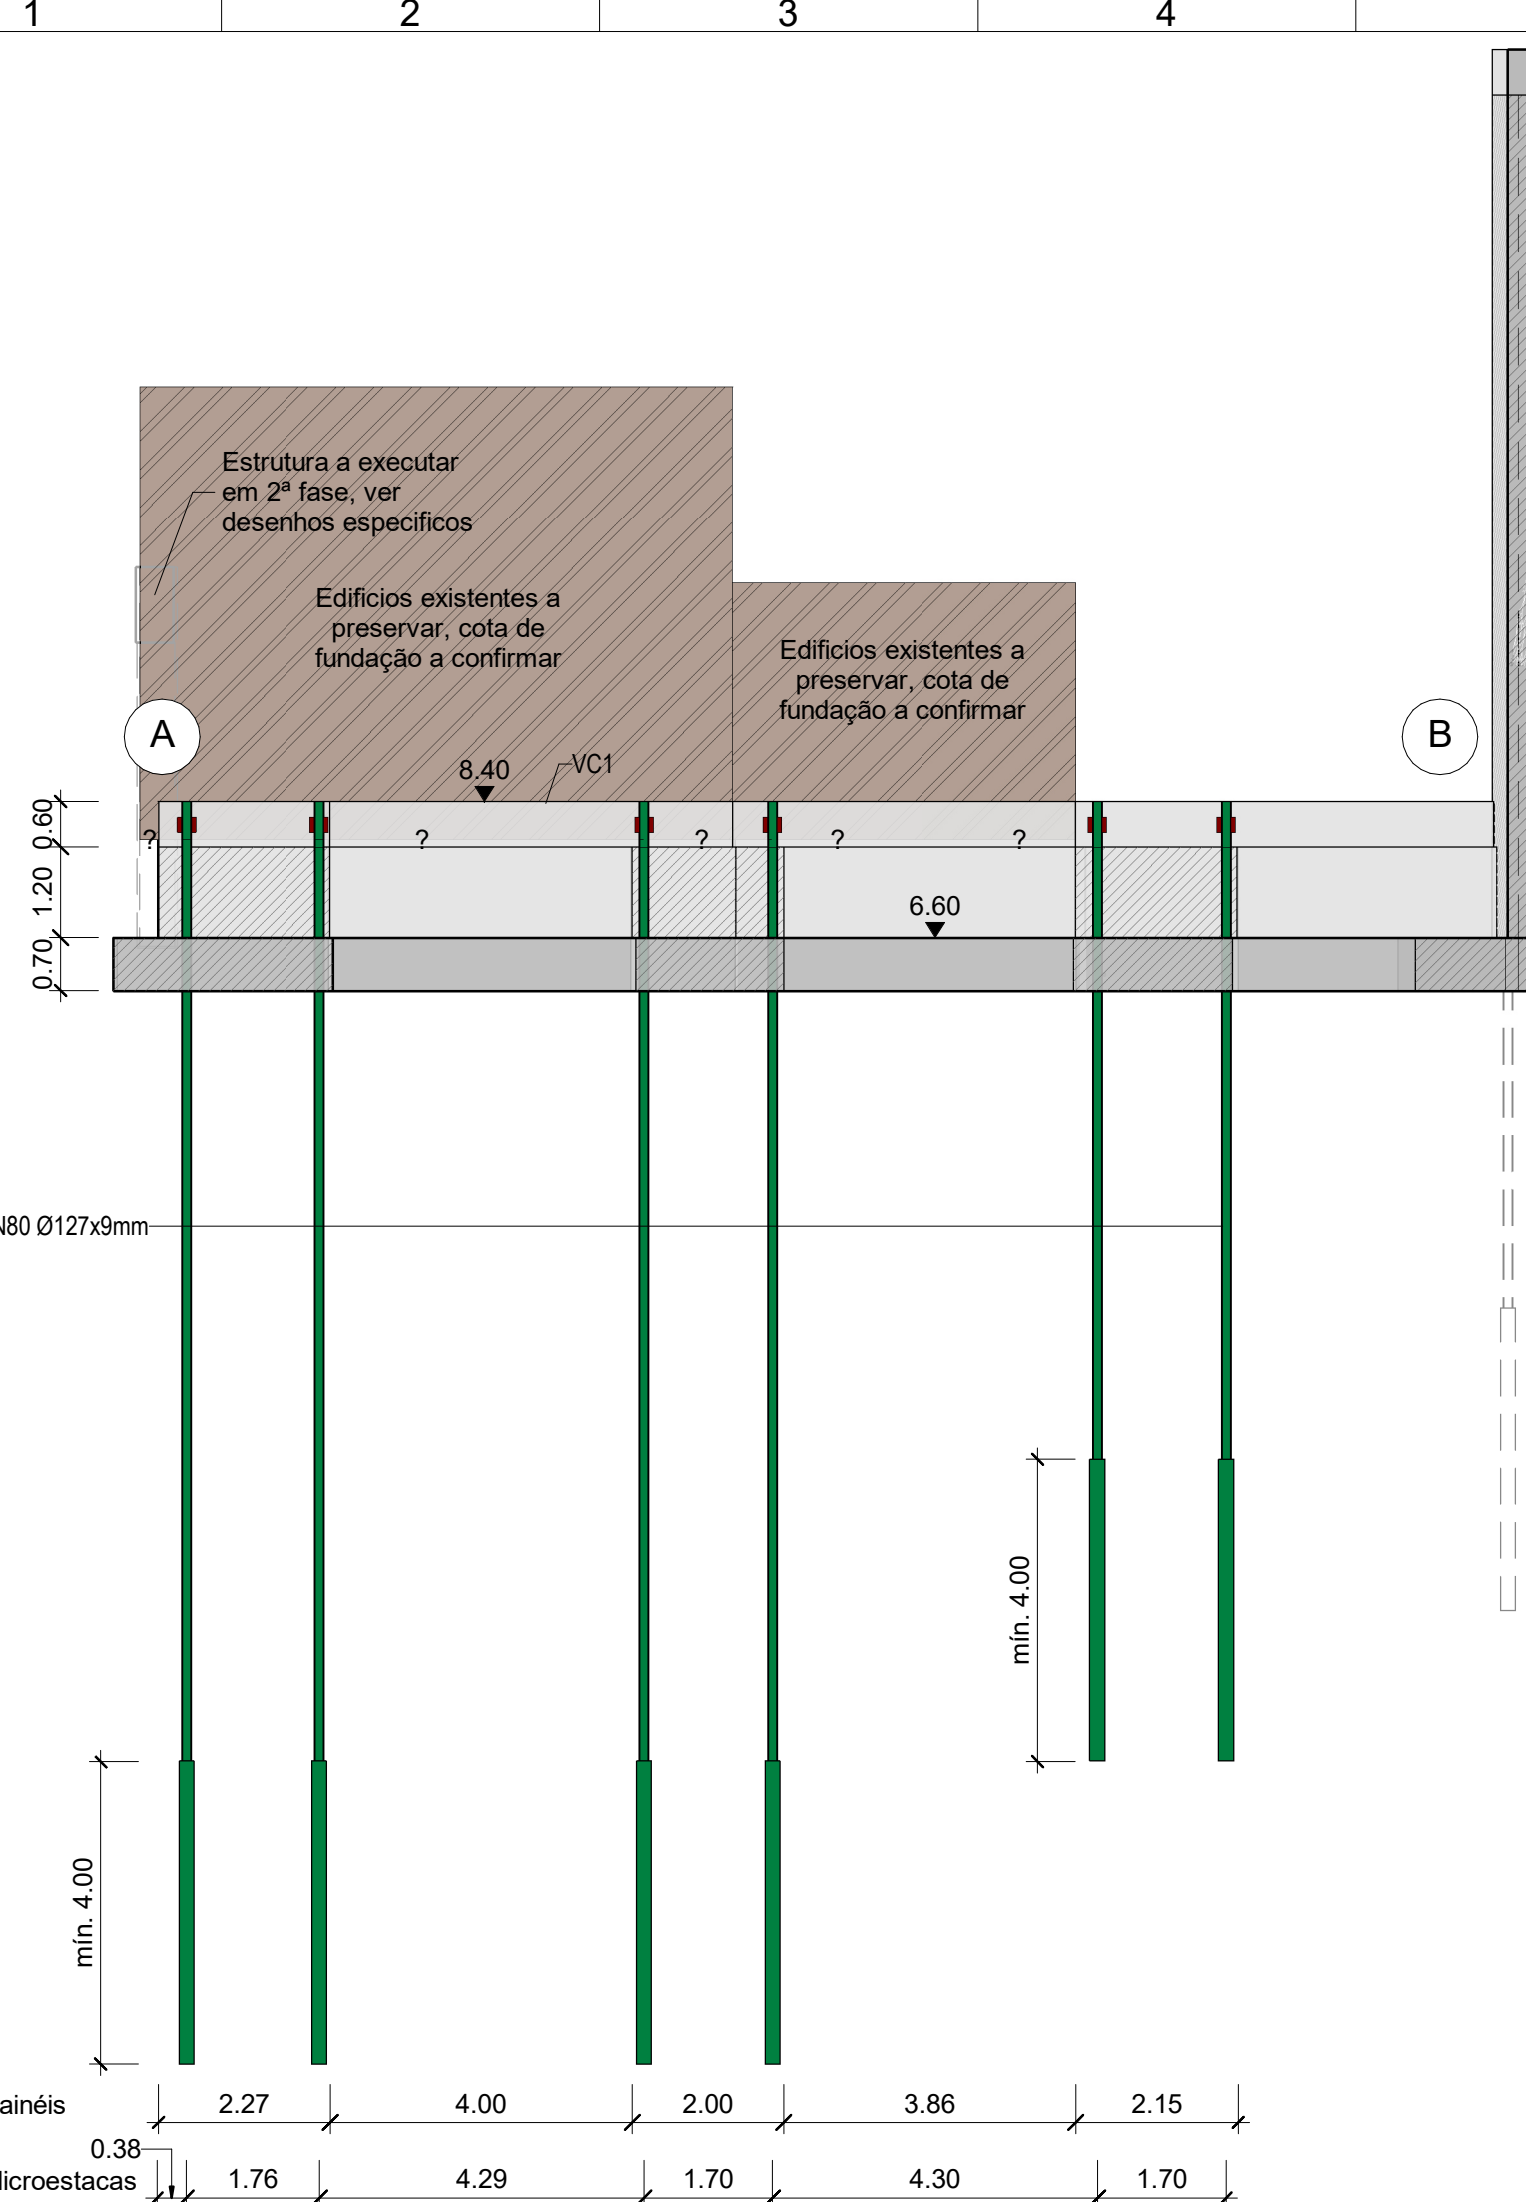 1
2
3
4
Estrutura a executar
em 2ª fase, ver
desenhos especificos
Edificios existentes a
preservar, cota de
fundação a confirmar
Edificios existentes a
preservar, cota de
fundação a confirmar
A
B
8.40
VC1
0.60
?
?
?
?
?
1.20
6.60
0.70
N80 Ø127x9mm
mín. 4.00
mín. 4.00
ainéis
2.27
4.00
2.00
3.86
2.15
0.38
licroestacas
1.76
4.29
1.70
4.30
1.70